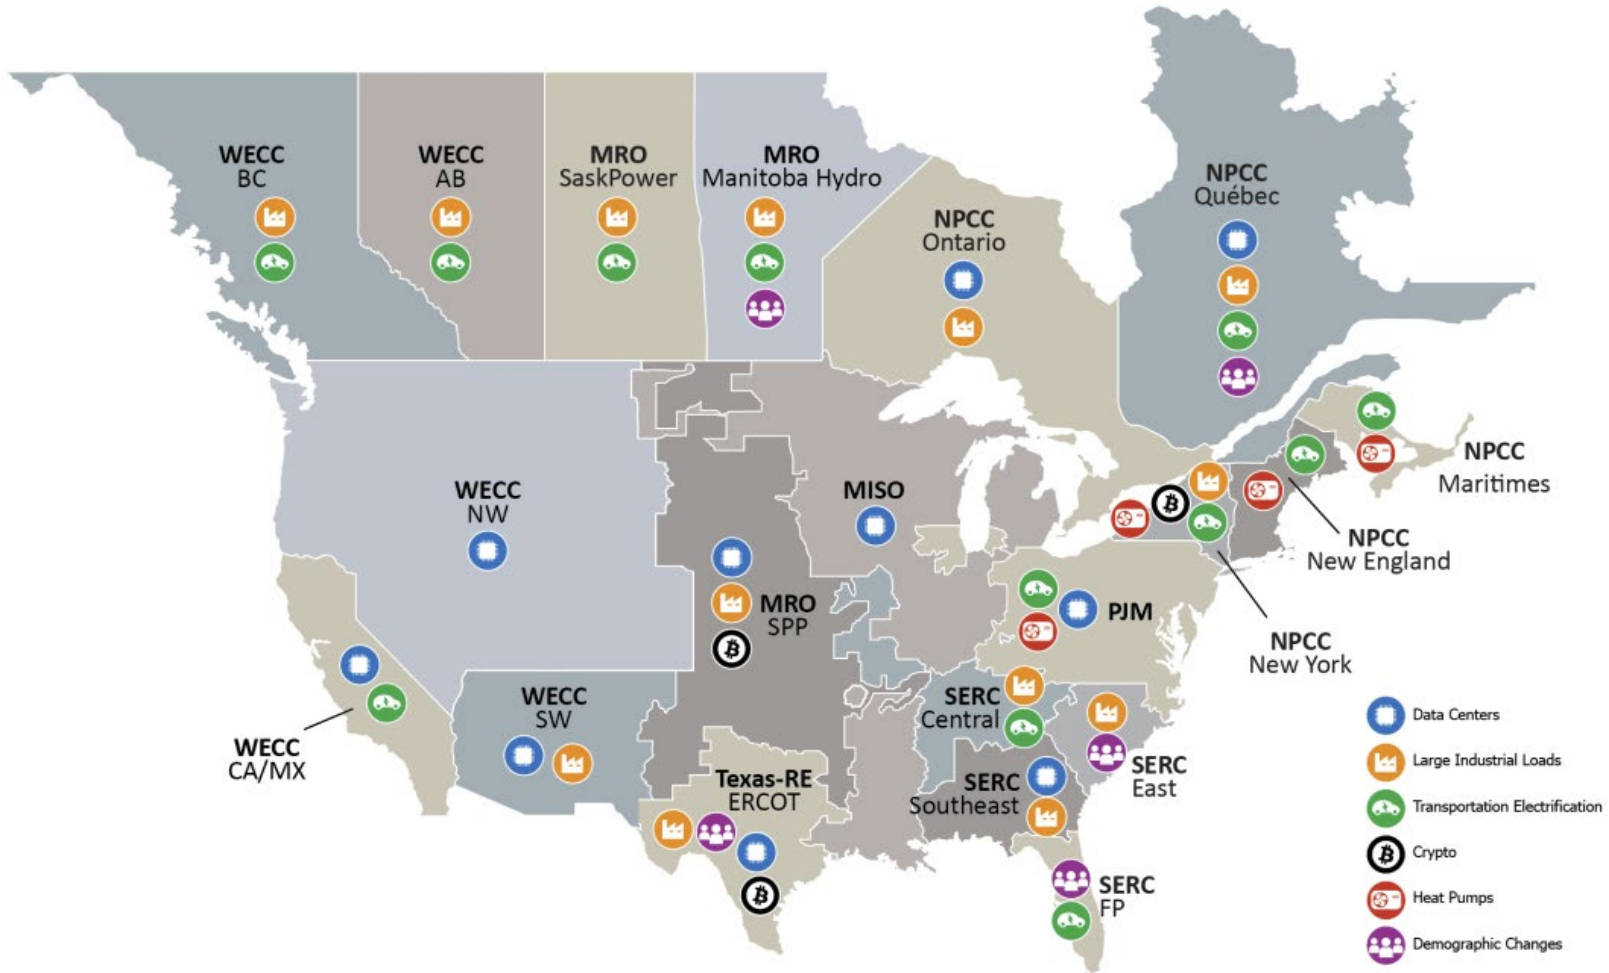 WECC
BC
WECC
AB
MRO
SaskPower
MRO
Manitoba Hydro
NPCC
Ontario
NPCC
Québec
NPCC
Maritimes
NPCC
New England
NPCC
New York
WECC
NW
MISO
MRO
SPP
PJM
WECC
CA/MX
WECC
SW
Texas-RE
ERCOT
SERC
Central
SERC
Southeast
SERC
East
SERC
FP
Data Centers
Large Industrial Loads
Transportation Electrification
Crypto
Heat Pumps
Demographic Changes